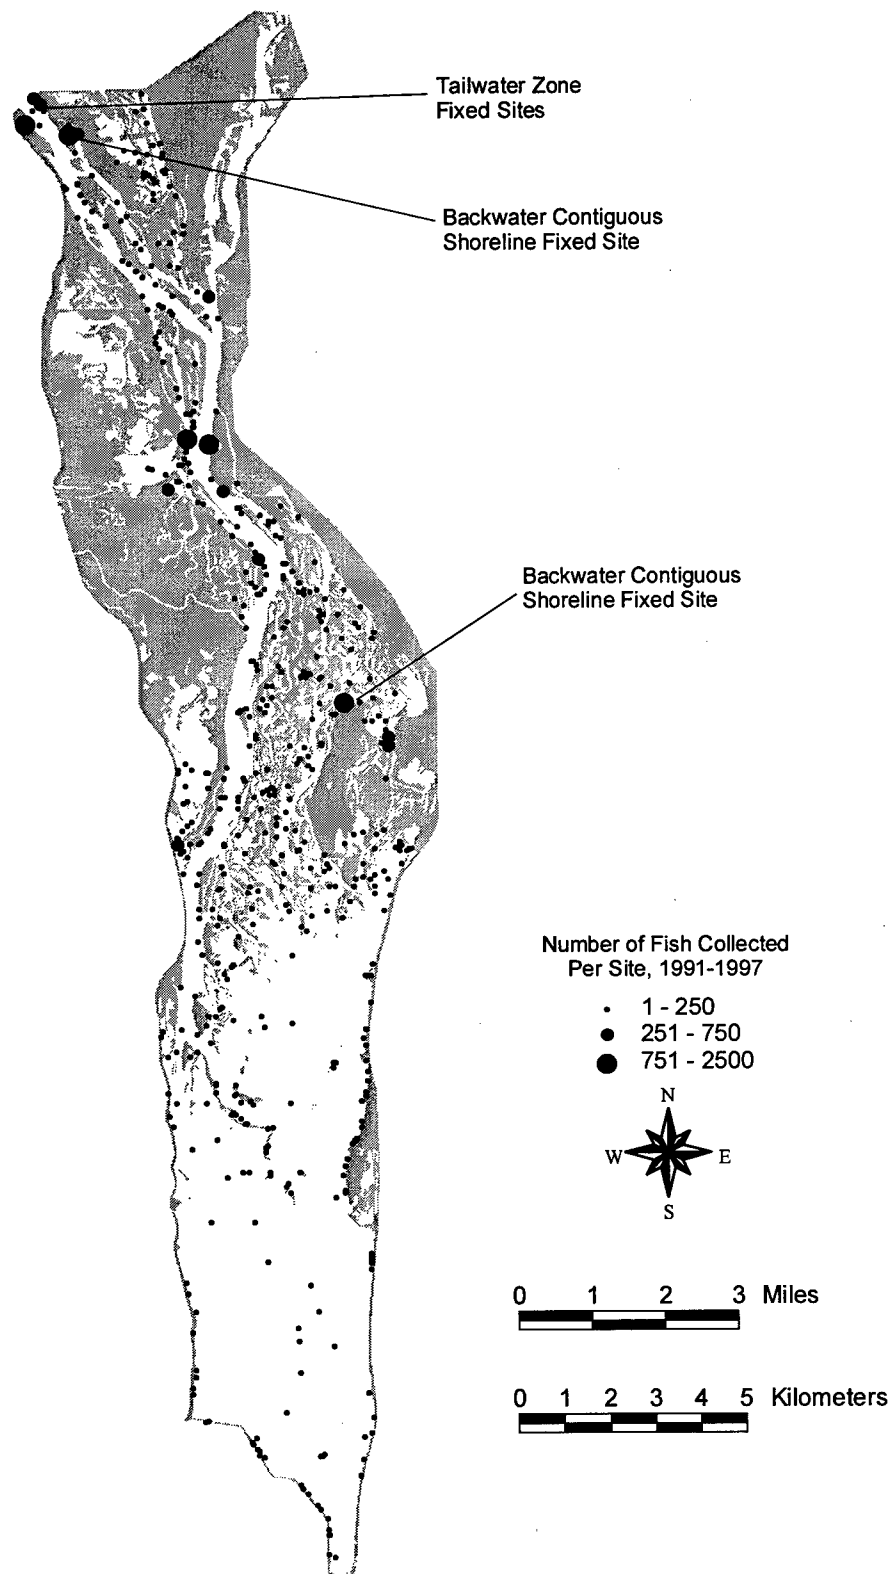 Tailwater Zone
Fixed Sites
Backwater Contiguous
Shoreline Fixed Site
Backwater Contiguous
Shoreline Fixed Site
Number of Fish Collected
Per Site, 1991-1997
1 - 250
251 - 750
751 - 2500
N
W E
S
0 1 2 3 Miles
0 1 2 3 4 5 Kilometers